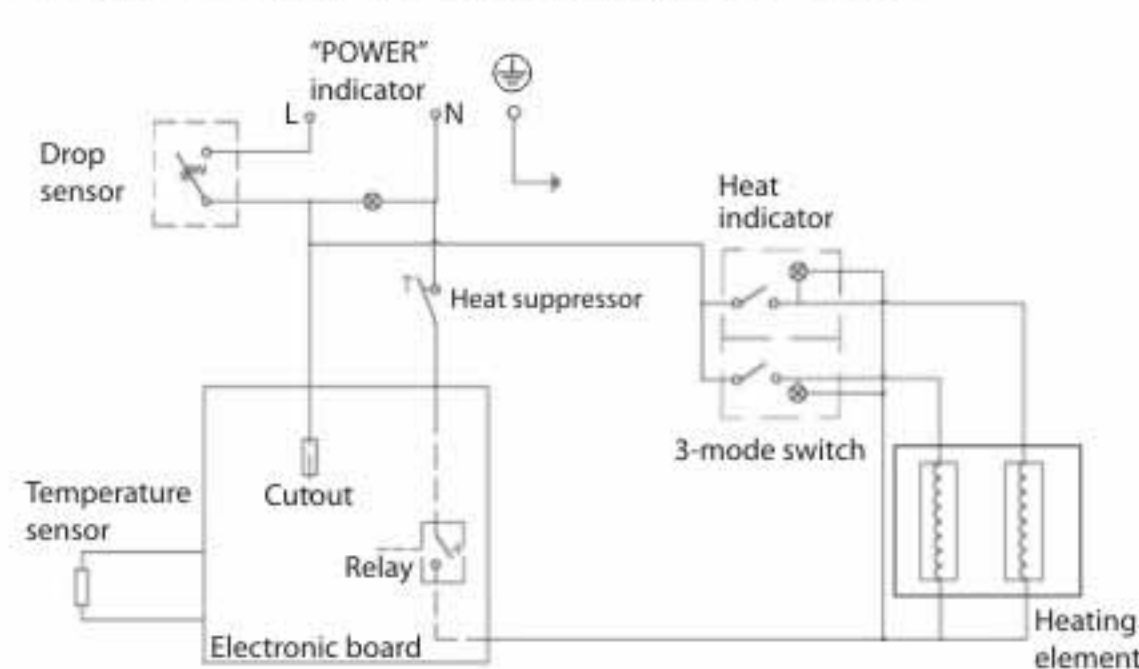 “POWER”
indicator
L
N
Drop
sensor
Heat
indicator
T
Heat suppressor
3-mode switch
Cutout
Temperature
sensor
Relay
Electronic board
Heating
element